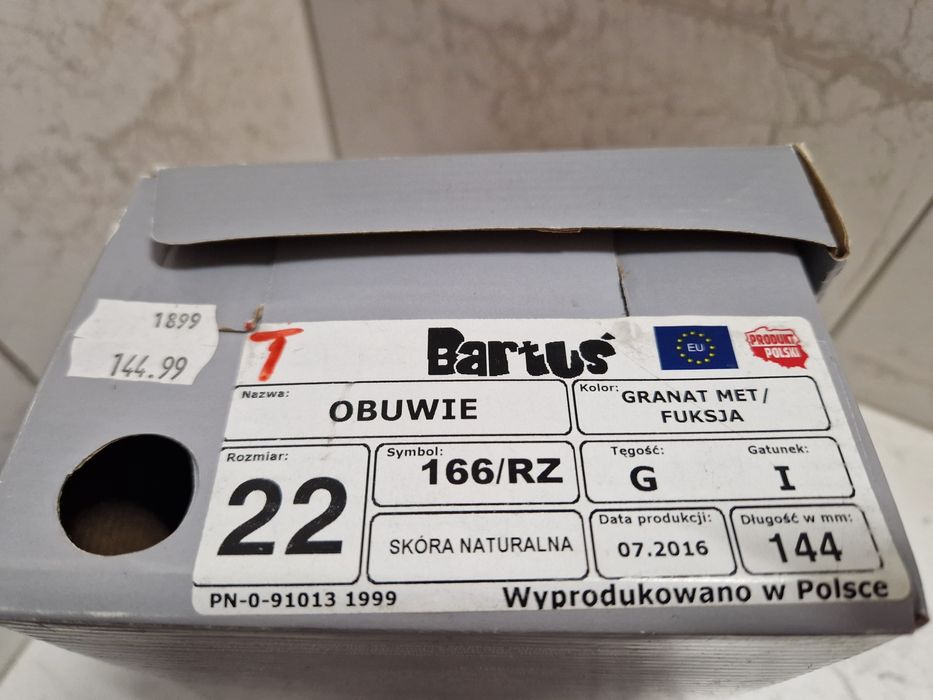 1899
144.99
T
Bartuś
EU
PRODUKT
POLSKI
Nazwa:
OBUWIE
Kolor:
GRANAT MET/
FUKSJA
Rozmiar:
22
Symbol:
166/RZ
Tęgość:
G
Gatunek:
I
SKÓRA NATURALNA
Data produkcji:
07.2016
Długość w mm:
144
PN-0-91013 1999
Wyprodukowano w Polsce